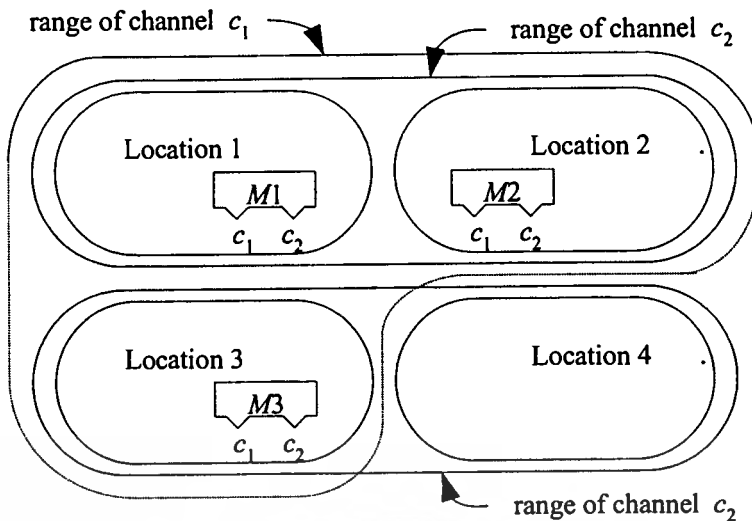 range of channel c₁
range of channel c₂
Location 1
Location 2
M1
M2
c₁ c₂
c₁ c₂
Location 3
Location 4
M3
c₁ c₂
range of channel c₂